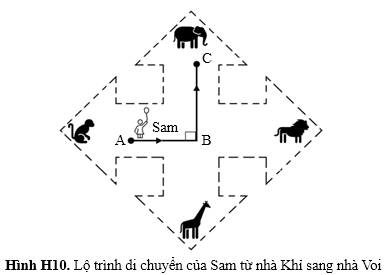 C
Sam
A
B
Hình H10. Lộ trình di chuyển của Sam từ nhà Khỉ sang nhà Voi